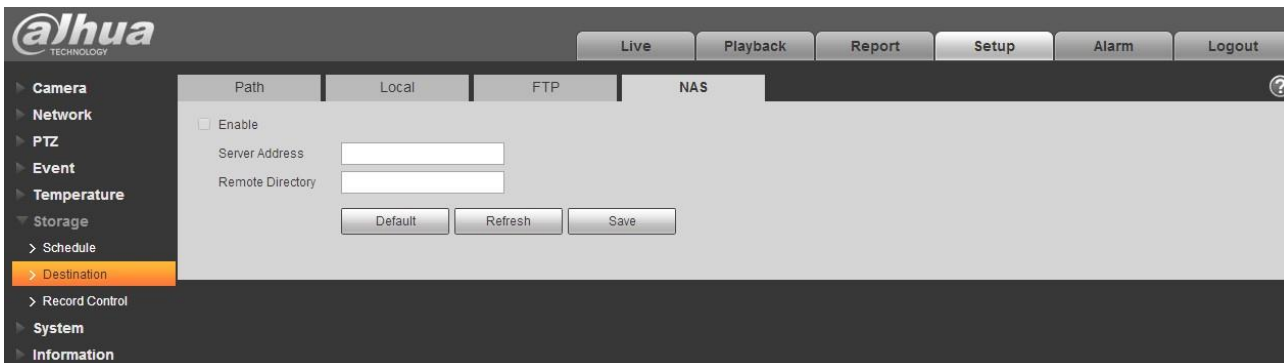 alhua
TECHNOLOGY
Live Playback Report Setup Alarm Logout
Camera
Network
PTZ
Event
Temperature
Storage
> Schedule
> Destination
> Record Control
System
Information
Path Local FTP NAS
?
Enable
Server Address
Remote Directory
Default Refresh Save